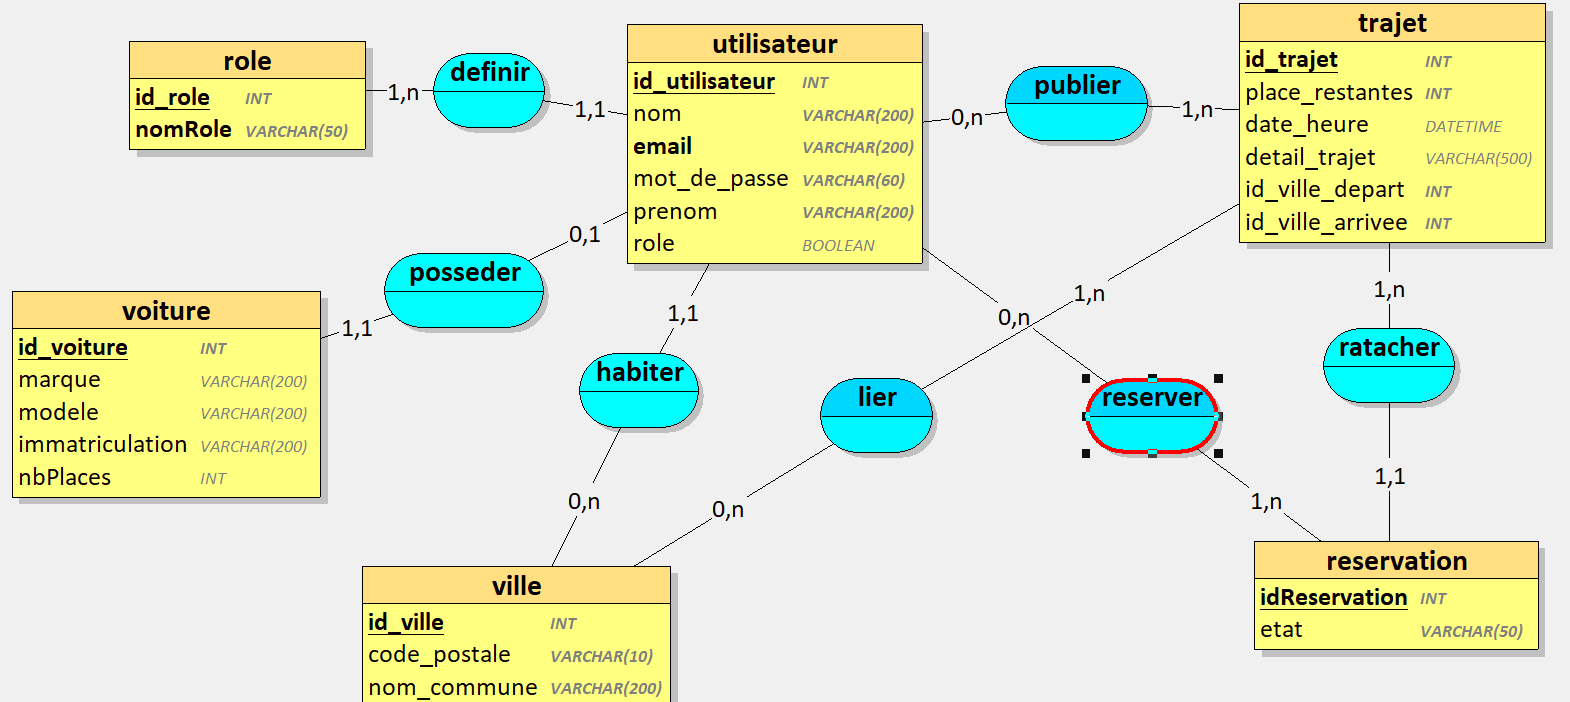 role
id_role INT
nomRole VARCHAR(50)
1,n
definir
1,1
utilisateur
id_utilisateur INT
nom VARCHAR(200)
email VARCHAR(200)
mot_de_passe VARCHAR(60)
prenom VARCHAR(200)
role BOOLEAN
0,n
publier
1,n
trajet
id_trajet INT
place_restantes INT
date_heure DATETIME
detail_trajet VARCHAR(500)
id_ville_depart INT
id_ville_arrivee INT
0,1
posseder
1,1
voiture
id_voiture INT
marque VARCHAR(200)
modele VARCHAR(200)
immatriculation VARCHAR(200)
nbPlaces INT
1,1
habiter
0,n
1,n
lier
0,n
0,n
reserver
1,n
1,n
ratacher
1,1
ville
id_ville INT
code_postale VARCHAR(10)
nom_commune VARCHAR(200)
reservation
idReservation INT
etat VARCHAR(50)